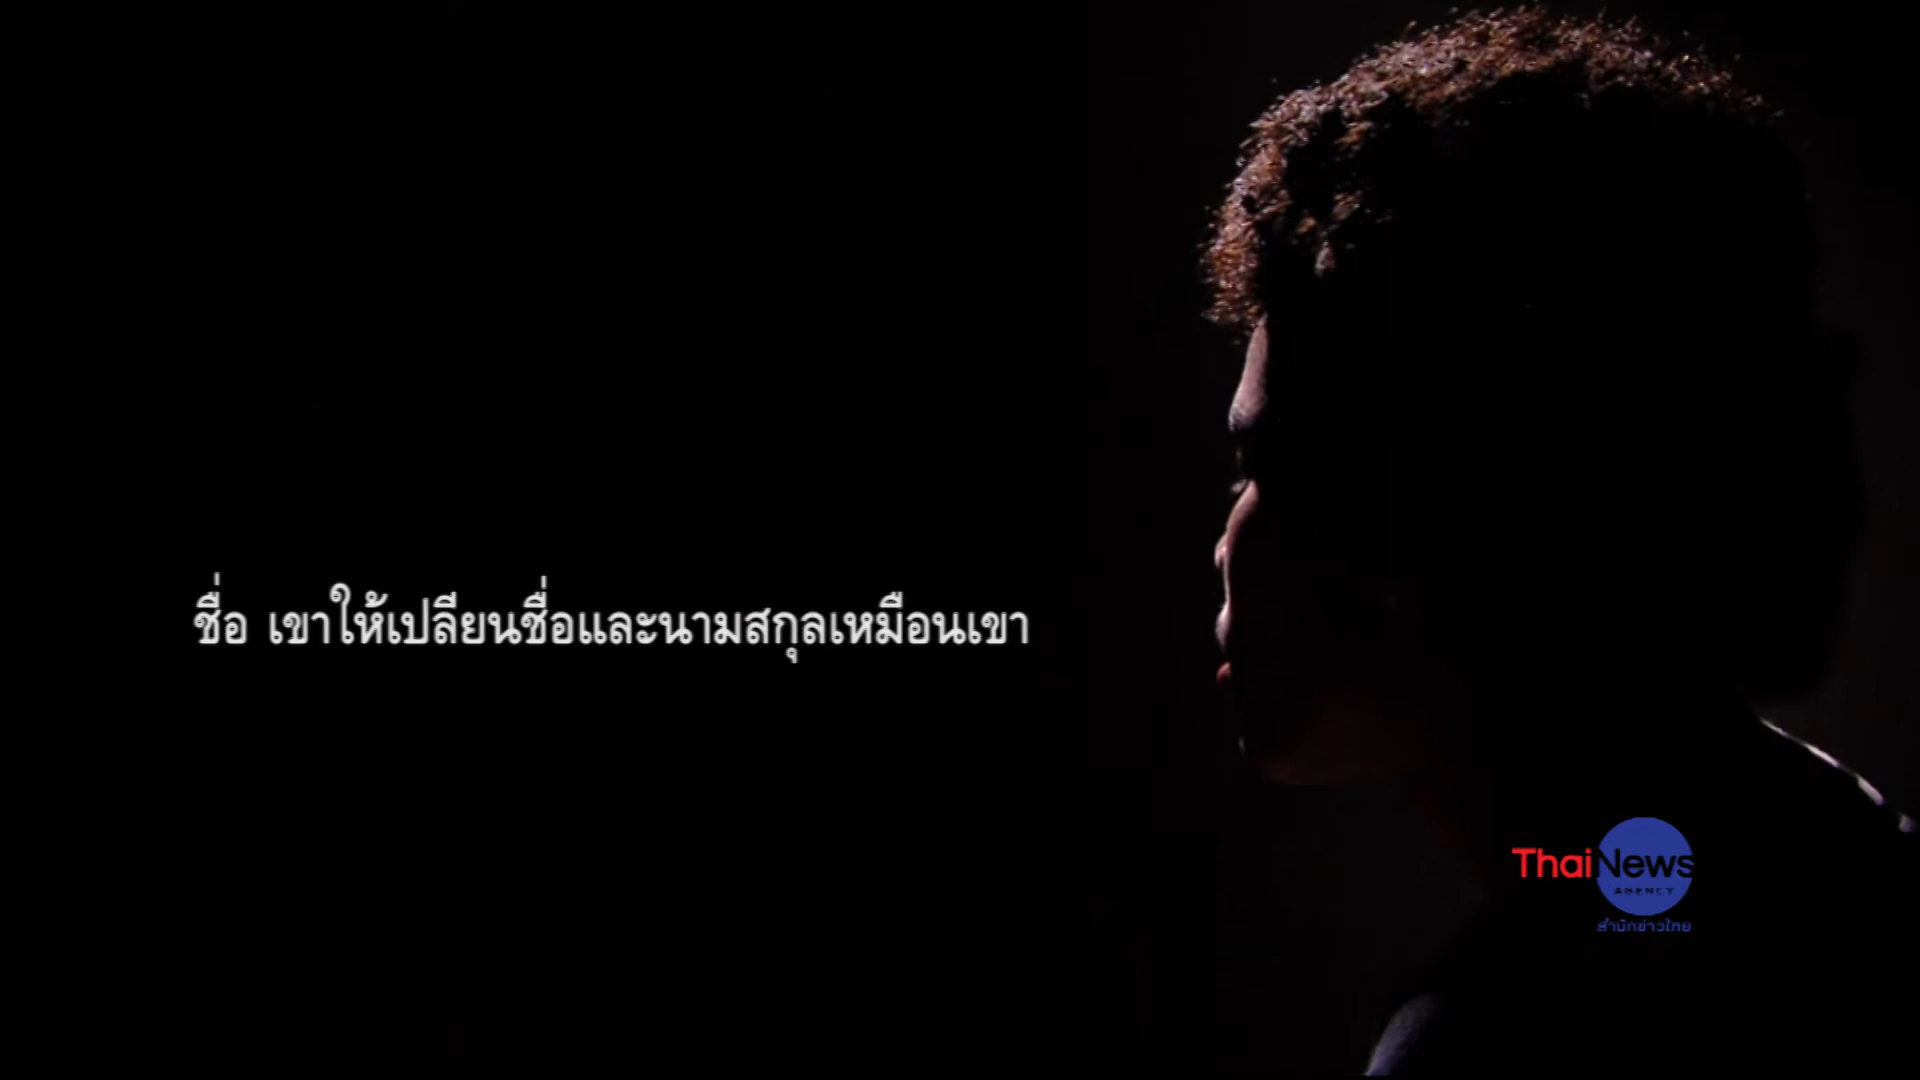 ชื่อ เขาให้เปลี่ยนชื่อและนามสกุลเหมือนเขา
ThaiNews
AGENCY
สำนักข่าวไทย